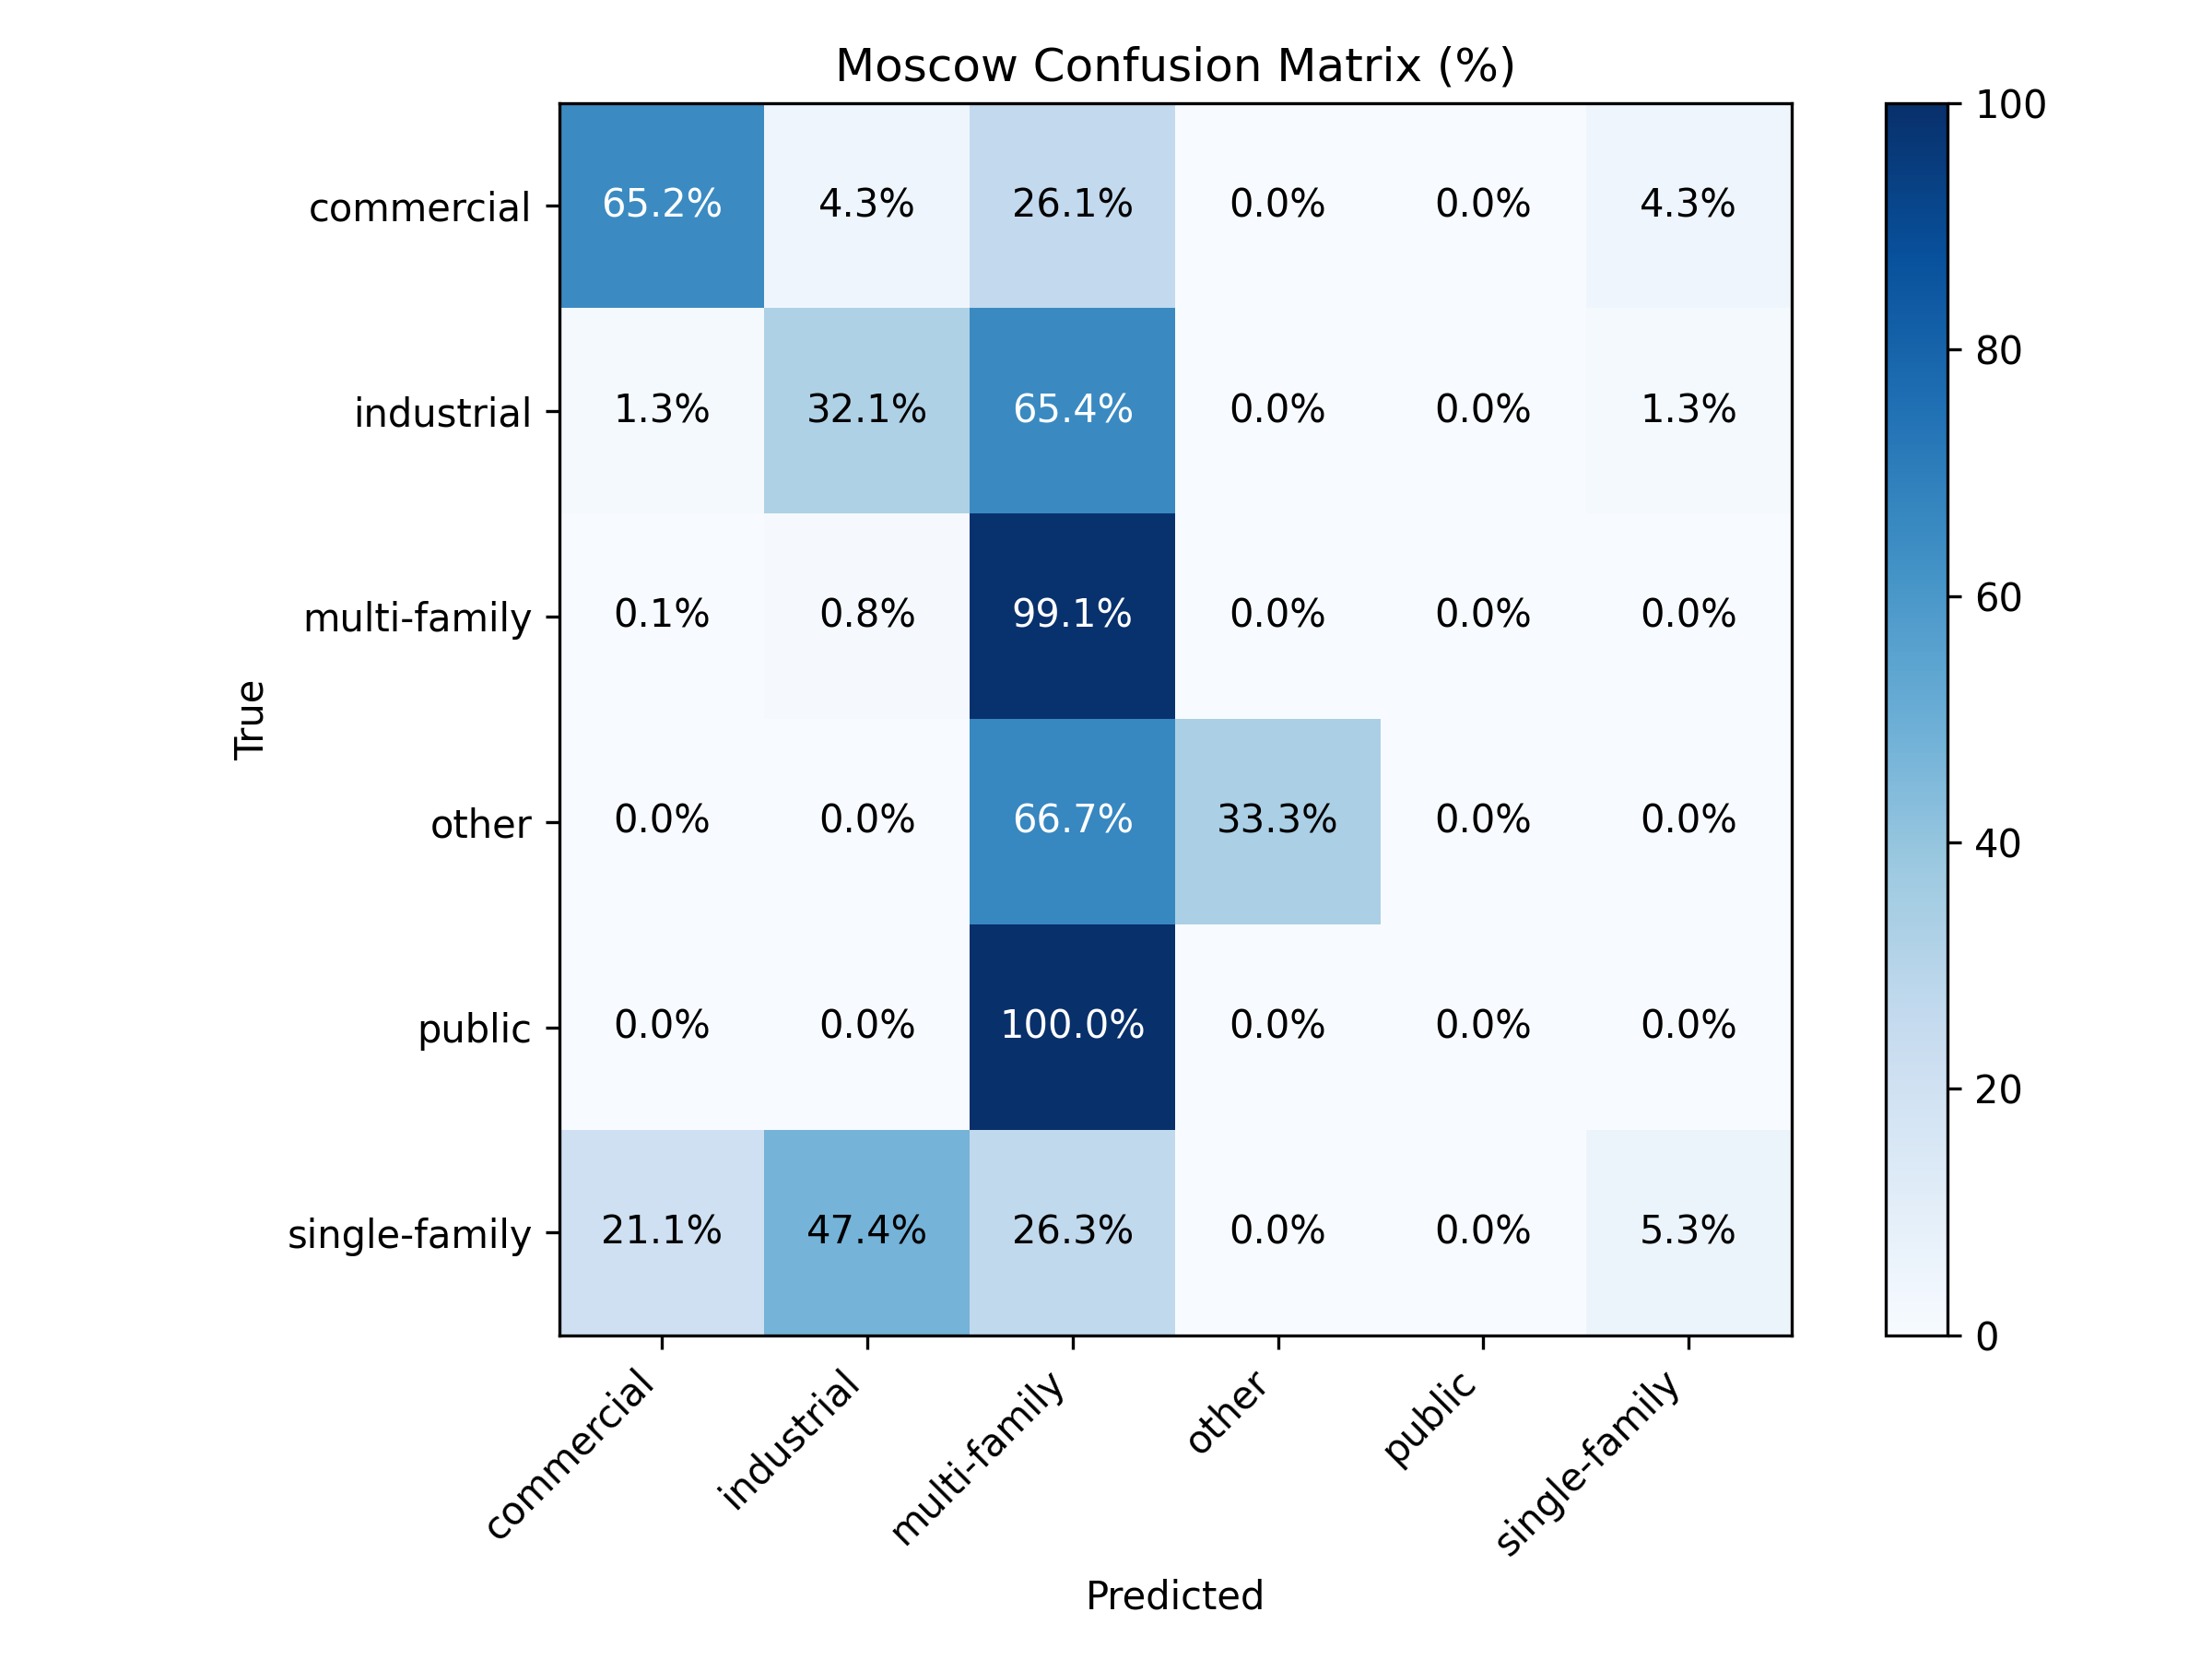 Moscow Confusion Matrix (%)
commercial 65.2% 4.3% 26.1% 0.0% 0.0% 4.3%
industrial 1.3% 32.1% 65.4% 0.0% 0.0% 1.3%
multi-family 0.1% 0.8% 99.1% 0.0% 0.0% 0.0%
other 0.0% 0.0% 66.7% 33.3% 0.0% 0.0%
public 0.0% 0.0% 100.0% 0.0% 0.0% 0.0%
single-family 21.1% 47.4% 26.3% 0.0% 0.0% 5.3%
True
commercial industrial multi-family other public single-family
Predicted
100
80
60
40
20
0